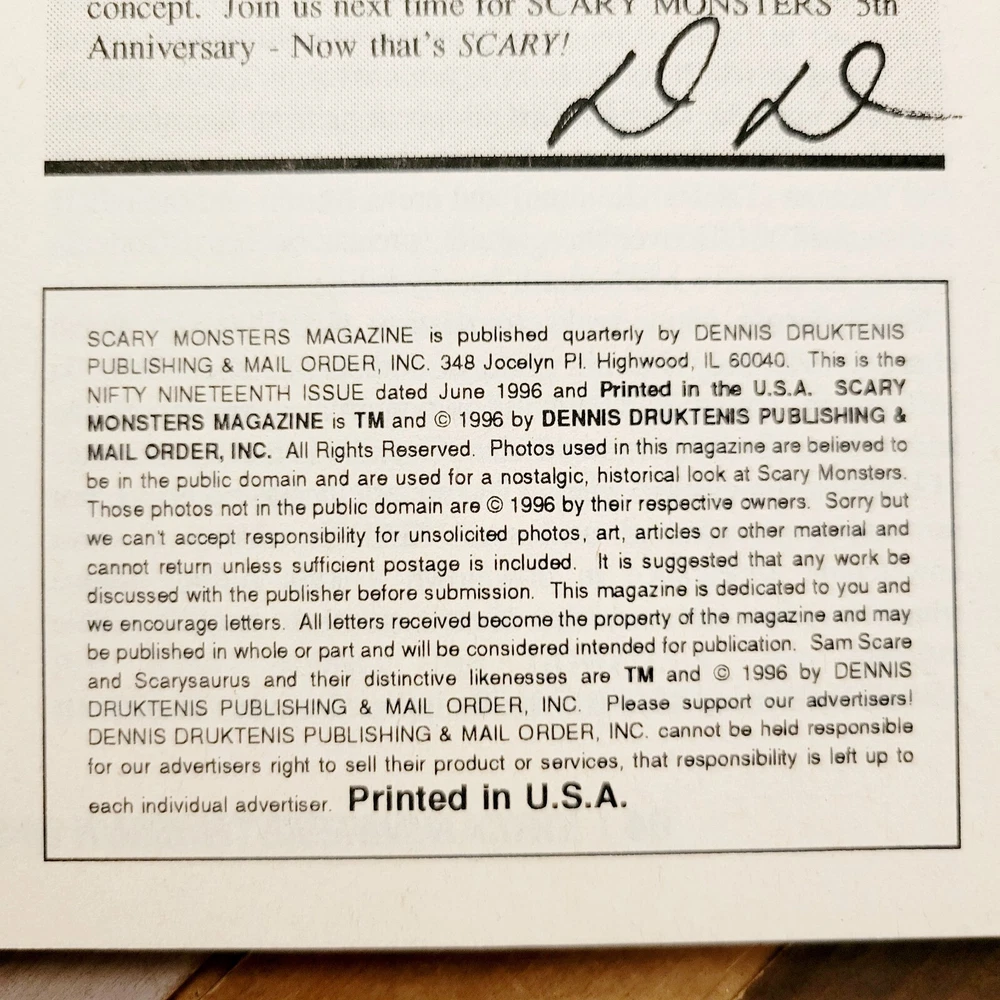 concept. Join us next time for SCARY MONSTERS 5th
Anniversary - Now that's SCARY!
D D
SCARY MONSTERS MAGAZINE is published quarterly by DENNIS DRUKTENIS
PUBLISHING & MAIL ORDER, INC. 348 Jocelyn Pl. Highwood, IL 60040. This is the
NIFTY NINETEENTH ISSUE dated June 1996 and Printed in the U.S.A. SCARY
MONSTERS MAGAZINE is TM and © 1996 by DENNIS DRUKTENIS PUBLISHING &
MAIL ORDER, INC. All Rights Reserved. Photos used in this magazine are believed to
be in the public domain and are used for a nostalgic, historical look at Scary Monsters.
Those photos not in the public domain are © 1996 by their respective owners. Sorry but
we can't accept responsibility for unsolicited photos, art, articles or other material and
cannot return unless sufficient postage is included. It is suggested that any work be
discussed with the publisher before submission. This magazine is dedicated to you and
we encourage letters. All letters received become the property of the magazine and may
be published in whole or part and will be considered intended for publication. Sam Scare
and Scarysaurus and their distinctive likenesses are TM and © 1996 by DENNIS
DRUKTENIS PUBLISHING & MAIL ORDER, INC. Please support our advertisers!
DENNIS DRUKTENIS PUBLISHING & MAIL ORDER, INC. cannot be held responsible
for our advertisers right to sell their product or services, that responsibility is left up to
each individual advertiser. Printed in U.S.A.